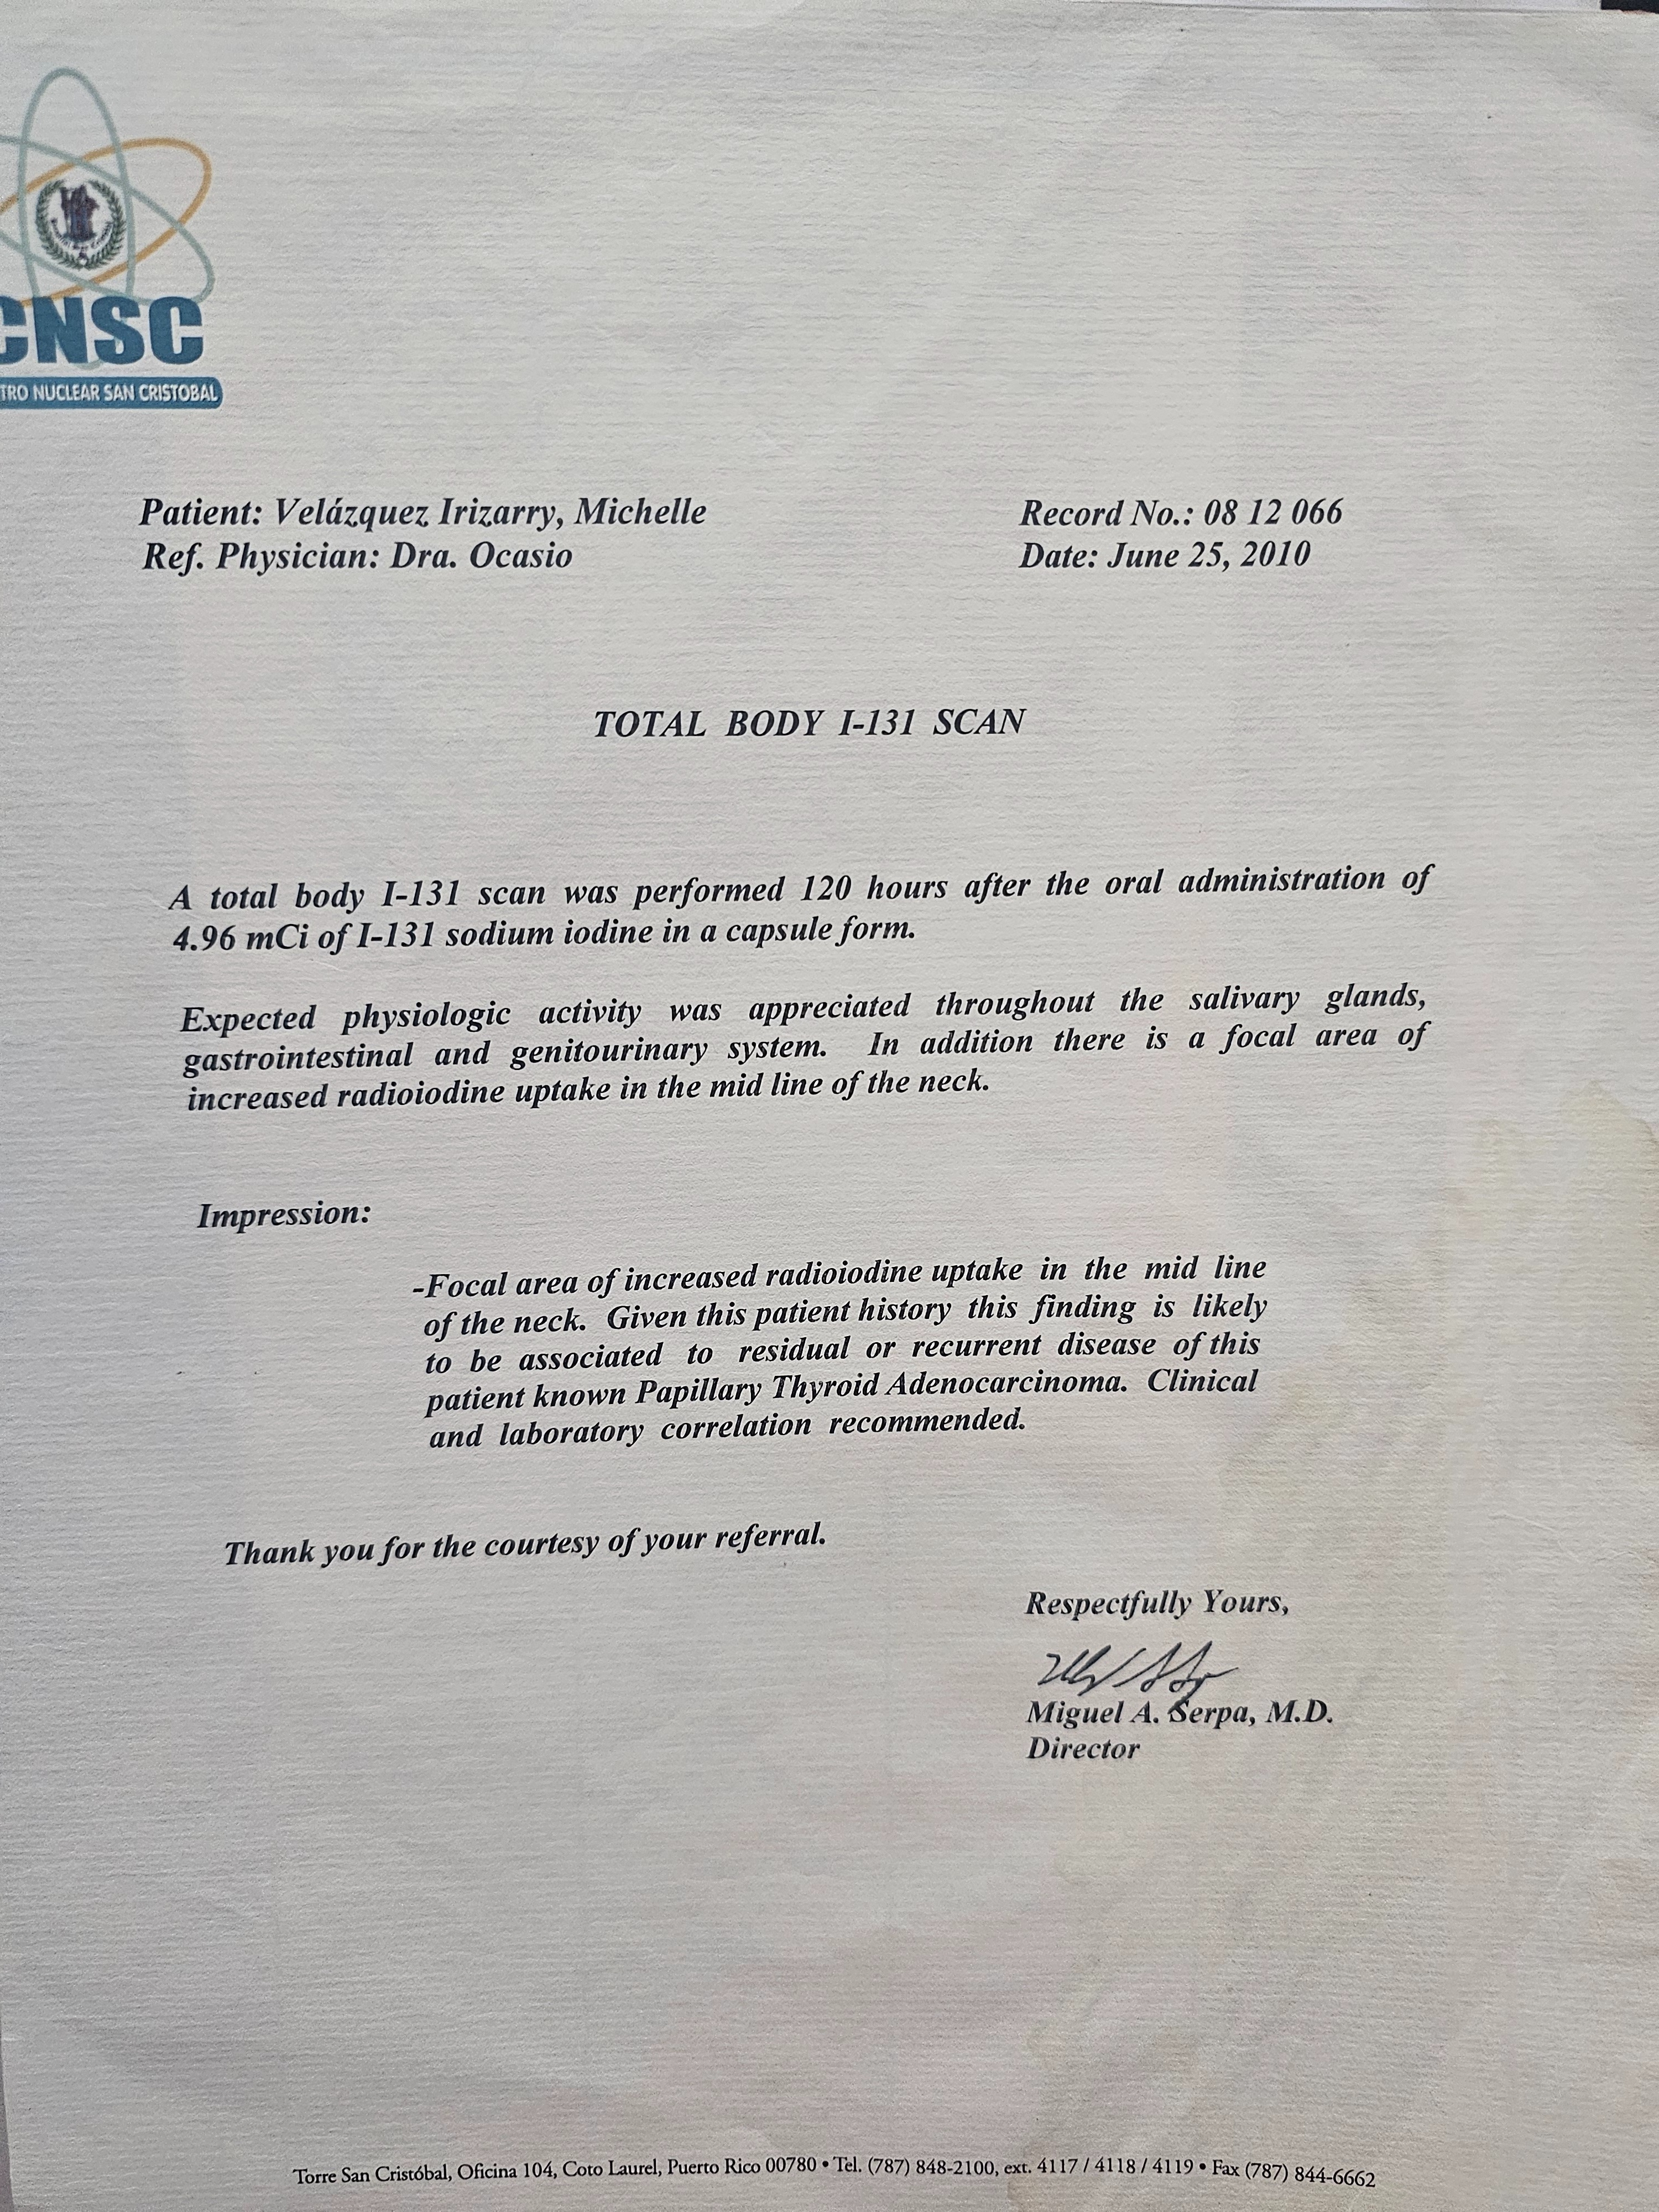 CNSC
TRO NUCLEAR SAN CRISTOBAL
Patient: Velázquez Irizarry, Michelle
Record No.: 08 12 066
Ref. Physician: Dra. Ocasio
Date: June 25, 2010
TOTAL BODY I-131 SCAN
A total body I-131 scan was performed 120 hours after the oral administration of
4.96 mCi of I-131 sodium iodine in a capsule form.
Expected physiologic activity was appreciated throughout the salivary glands,
gastrointestinal and genitourinary system. In addition there is a focal area of
increased radioiodine uptake in the mid line of the neck.
Impression:
-Focal area of increased radioiodine uptake in the mid line
of the neck. Given this patient history this finding is likely
to be associated to residual or recurrent disease of this
patient known Papillary Thyroid Adenocarcinoma. Clinical
and laboratory correlation recommended.
Thank you for the courtesy of your referral.
Respectfully Yours,
Miguel A. Serpa, M.D.
Director
Torre San Cristóbal, Oficina 104, Coto Laurel, Puerto Rico 00780 • Tel. (787) 848-2100, ext. 4117 / 4118 / 4119 • Fax (787) 844-6662